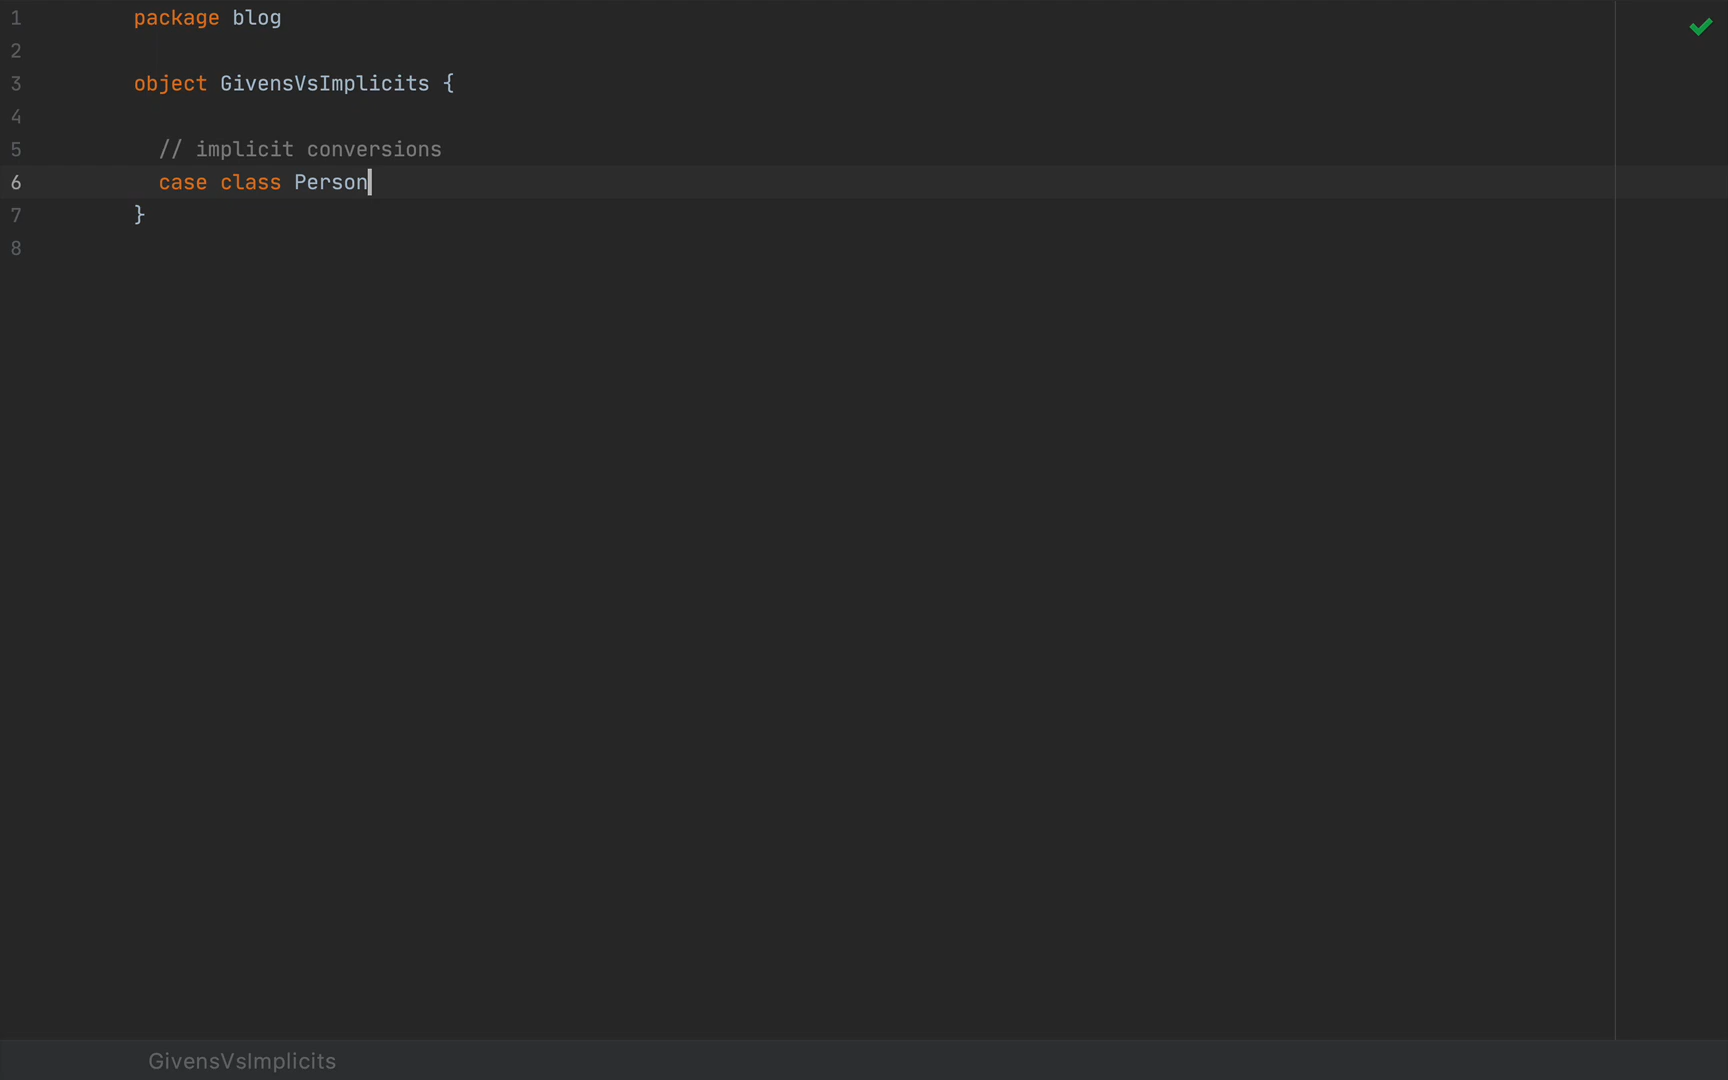 1 package blog
2
3 object GivensVsImplicits {
4
5 // implicit conversions
6 case class Person
7 }
8
GivensVsImplicits